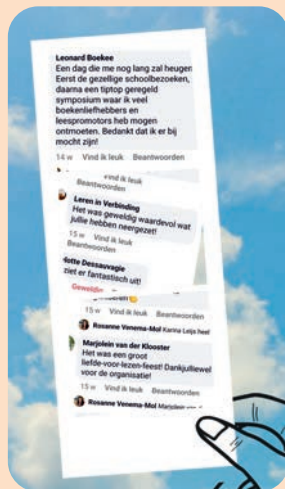 Leonard Boekee
Een dag die me nog lang zal heugen
Eerst de gezellige schoolbezoeken,
daarna een tiptop geregeld
symposium waar ik veel
boekenliefhebbers en
leespromotors heb mogen
ontmoeten. Bedankt dat ik er bij
mocht zijn!
14 w Vind ik leuk Beantwoorden
Vind ik leuk
Beantwoorden
Leren in Verbinding
Het was geweldig waardevol wat
jullie hebben neergezet!
15 w Vind ik leuk
Beantwoorden
Dessauvagie
ziet er fantastisch uit!
15 w Vind ik leuk Beantwoorden
Rosanne Venema-Mol Karina Leijs heef
Marjolein van der Klooster
Het was een groot
liefde-voor-lezen-feest! Dankjulliewel
voor de organisatie!
15 w Vind ik leuk Beantwoorden
Rosanne Venema-Mol